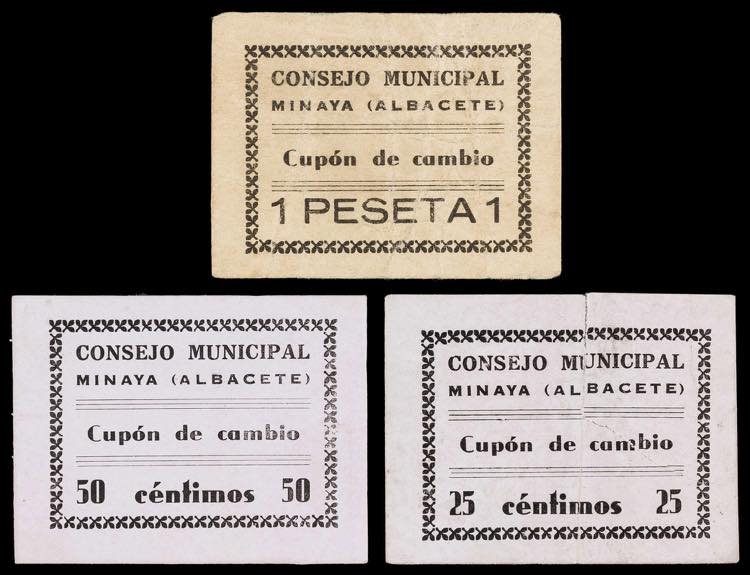 CONSEJO MUNICIPAL
MINAYA (ALBACETE)
Cupón de cambio
1 PESETA 1
CONSEJO MUNICIPAL
MINAYA (ALBACETE)
Cupón de cambio
50 céntimos 50
CONSEJO MUNICIPAL
MINAYA (ALBACETE)
Cupón de cambio
25 céntimos 25